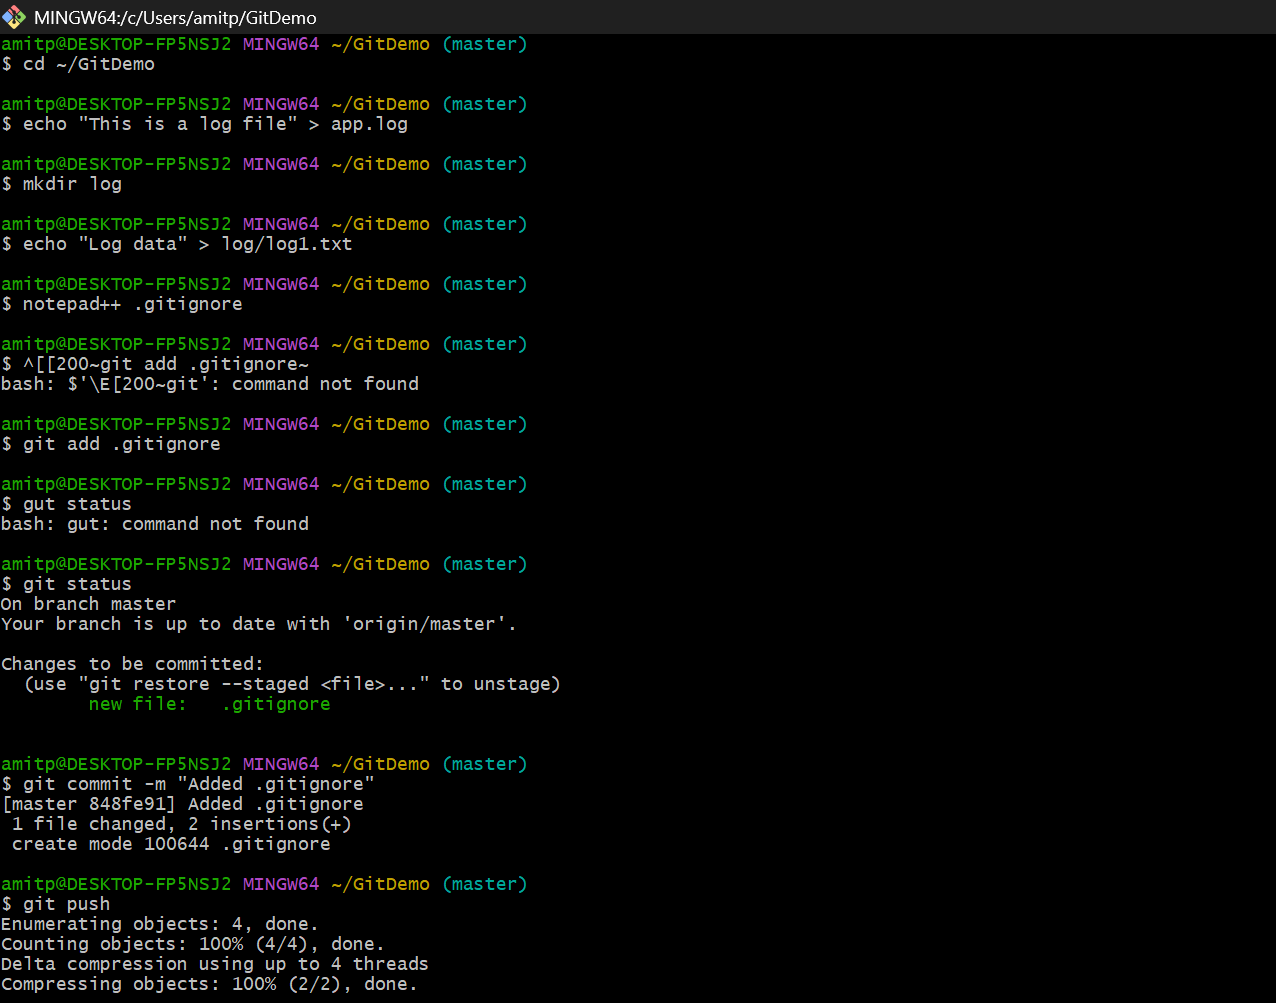 MINGW64:/c/Users/amitp/GitDemo
amitp@DESKTOP-FP5NSJ2 MINGW64 ~/GitDemo (master)
$ cd ~/GitDemo
amitp@DESKTOP-FP5NSJ2 MINGW64 ~/GitDemo (master)
$ echo "This is a log file" > app.log
amitp@DESKTOP-FP5NSJ2 MINGW64 ~/GitDemo (master)
$ mkdir log
amitp@DESKTOP-FP5NSJ2 MINGW64 ~/GitDemo (master)
$ echo "Log data" > log/log1.txt
amitp@DESKTOP-FP5NSJ2 MINGW64 ~/GitDemo (master)
$ notepad++ .gitignore
amitp@DESKTOP-FP5NSJ2 MINGW64 ~/GitDemo (master)
$ ^[[200~git add .gitignore~
bash: $'\E[200~git': command not found
amitp@DESKTOP-FP5NSJ2 MINGW64 ~/GitDemo (master)
$ git add .gitignore
amitp@DESKTOP-FP5NSJ2 MINGW64 ~/GitDemo (master)
$ gut status
bash: gut: command not found
amitp@DESKTOP-FP5NSJ2 MINGW64 ~/GitDemo (master)
$ git status
On branch master
Your branch is up to date with 'origin/master'.
Changes to be committed:
  (use "git restore --staged <file>..." to unstage)
        new file:   .gitignore
amitp@DESKTOP-FP5NSJ2 MINGW64 ~/GitDemo (master)
$ git commit -m "Added .gitignore"
[master 848fe91] Added .gitignore
 1 file changed, 2 insertions(+)
 create mode 100644 .gitignore
amitp@DESKTOP-FP5NSJ2 MINGW64 ~/GitDemo (master)
$ git push
Enumerating objects: 4, done.
Counting objects: 100% (4/4), done.
Delta compression using up to 4 threads
Compressing objects: 100% (2/2), done.